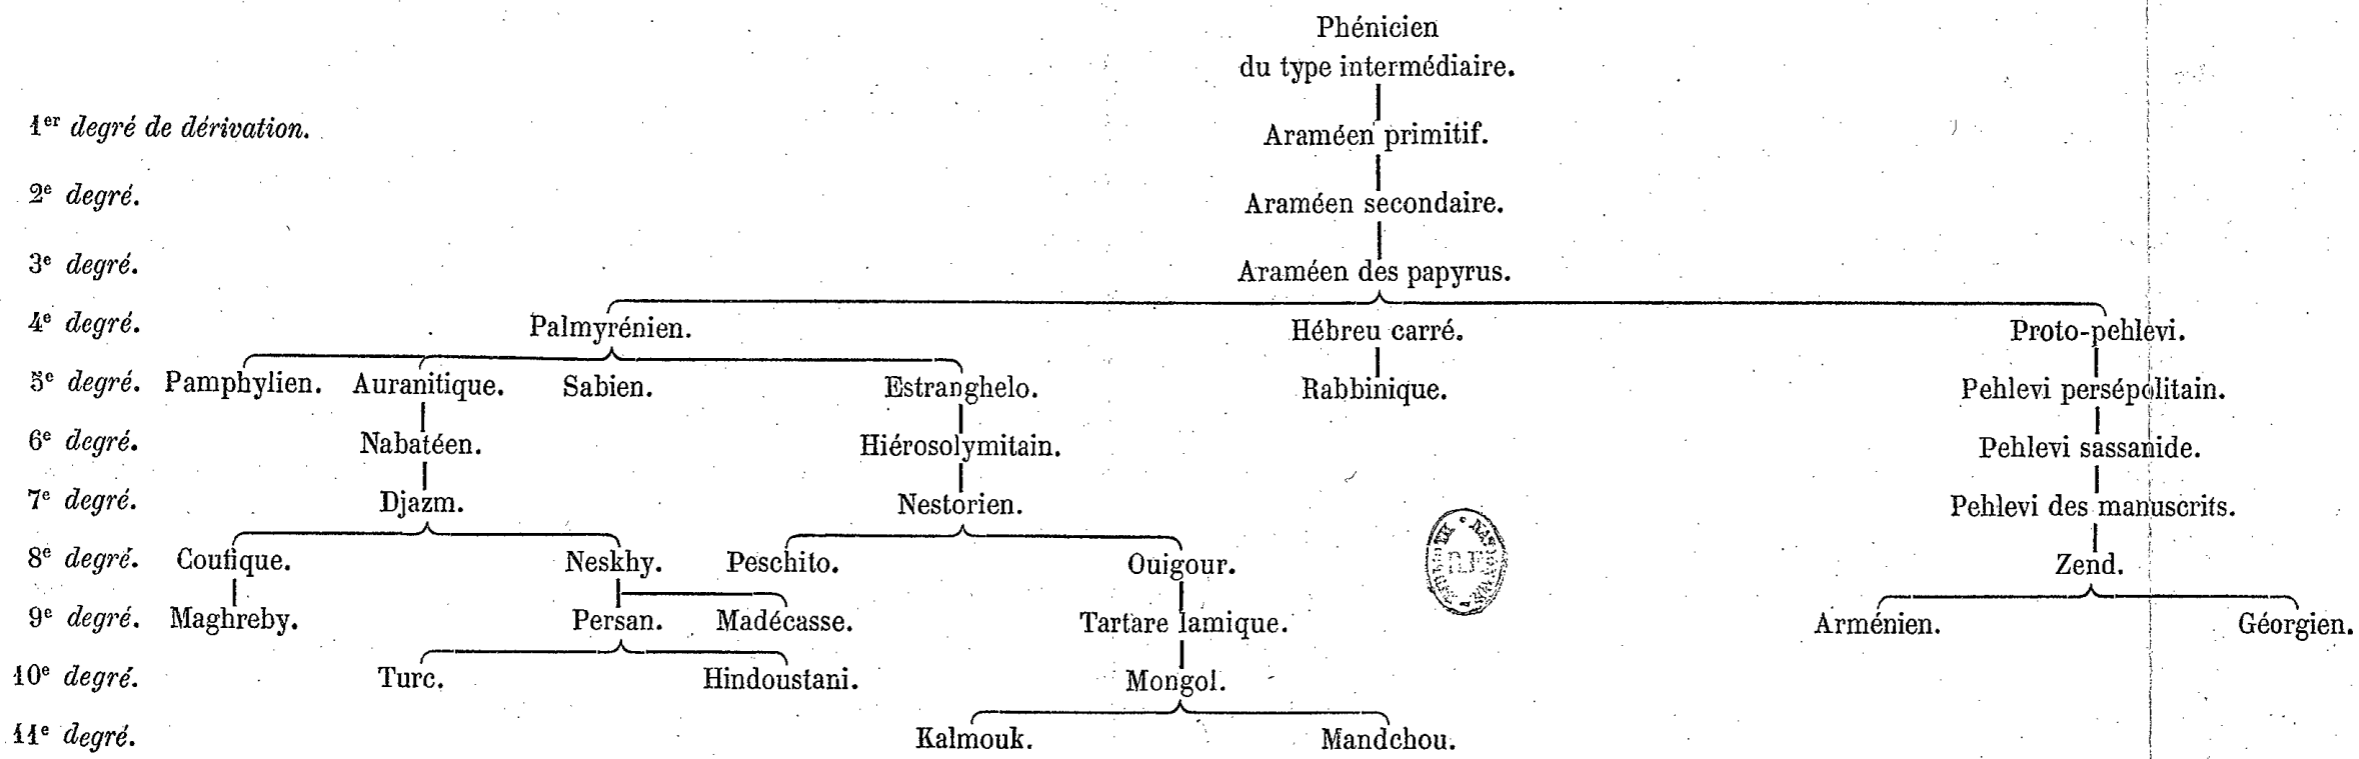 Phénicien
du type intermédiaire.
1er degré de dérivation.
Araméen primitif.
2e degré.
Araméen secondaire.
3e degré.
Araméen des papyrus.
4e degré. Palmyrénien. Hébreu carré. Proto-pehlevi.
5e degré. Pamphylien. Auranitique. Sabien. Estranghelo. Rabbinique. Pehlevi persépolitain.
6e degré. Nabatéen. Hiérosolymitain. Pehlevi sassanide.
7e degré. Djazm. Nestorien. Pehlevi des manuscrits.
8e degré. Coufique. Neskhy. Peschito. Ouigour. Zend.
9e degré. Maghreby. Persan. Madécasse. Tartare lamique. Arménien. Géorgien.
10e degré. Turc. Hindoustani. Mongol.
11e degré. Kalmouk. Mandchou.